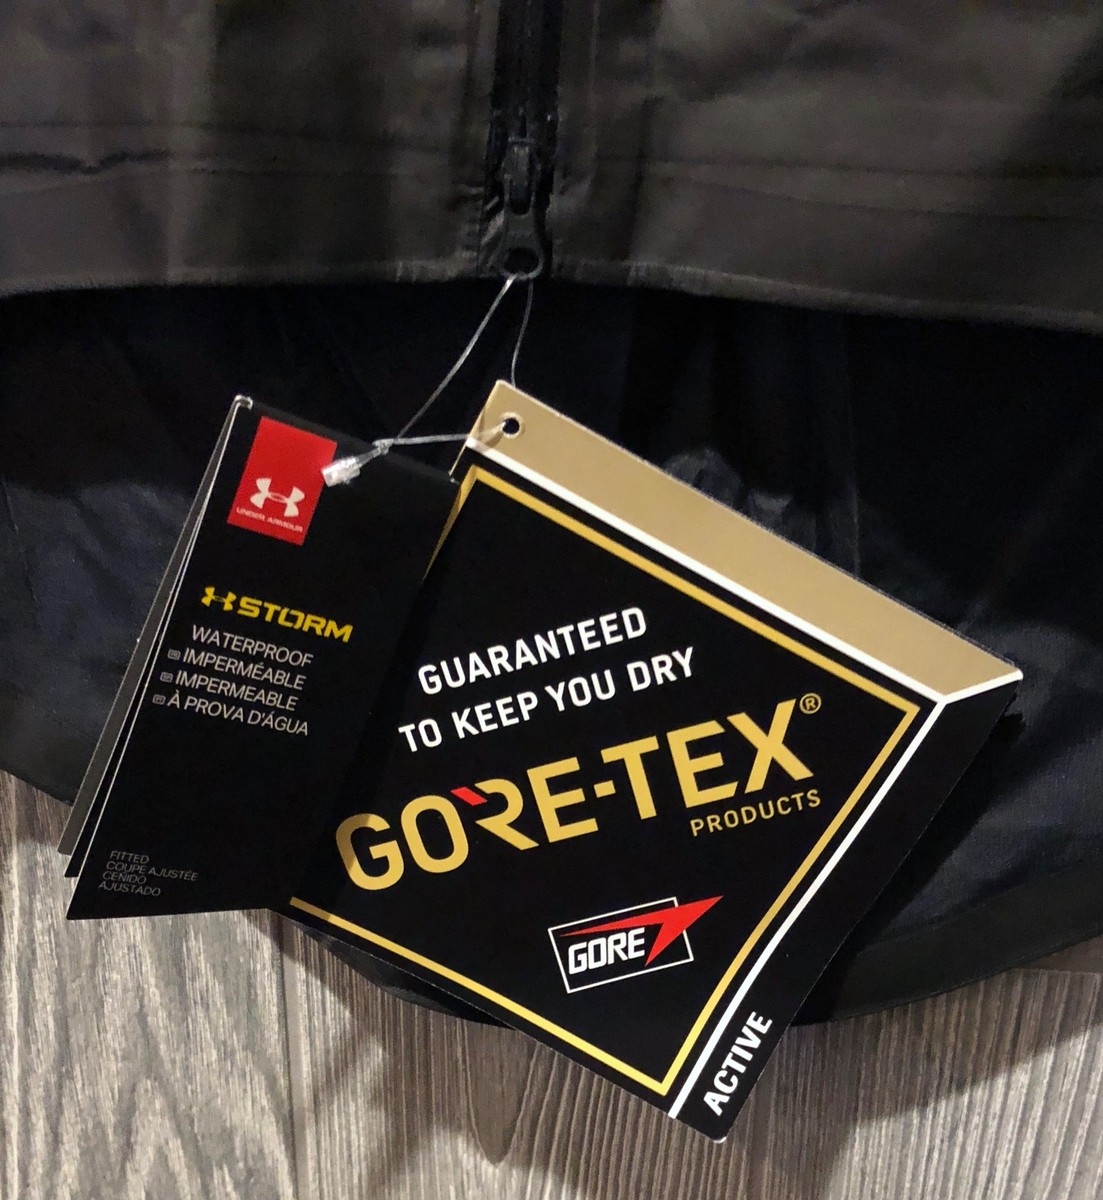 UNDER ARMOUR
STORM
WATERPROOF
FR IMPERMÉABLE
IMPERMEABLE
À PROVA D'ÁGUA
FITTED
COUPE AJUSTÉE
CEÑIDO
AJUSTADO
GUARANTEED
TO KEEP YOU DRY
GORE-TEX®
PRODUCTS
GORE
ACTIVE